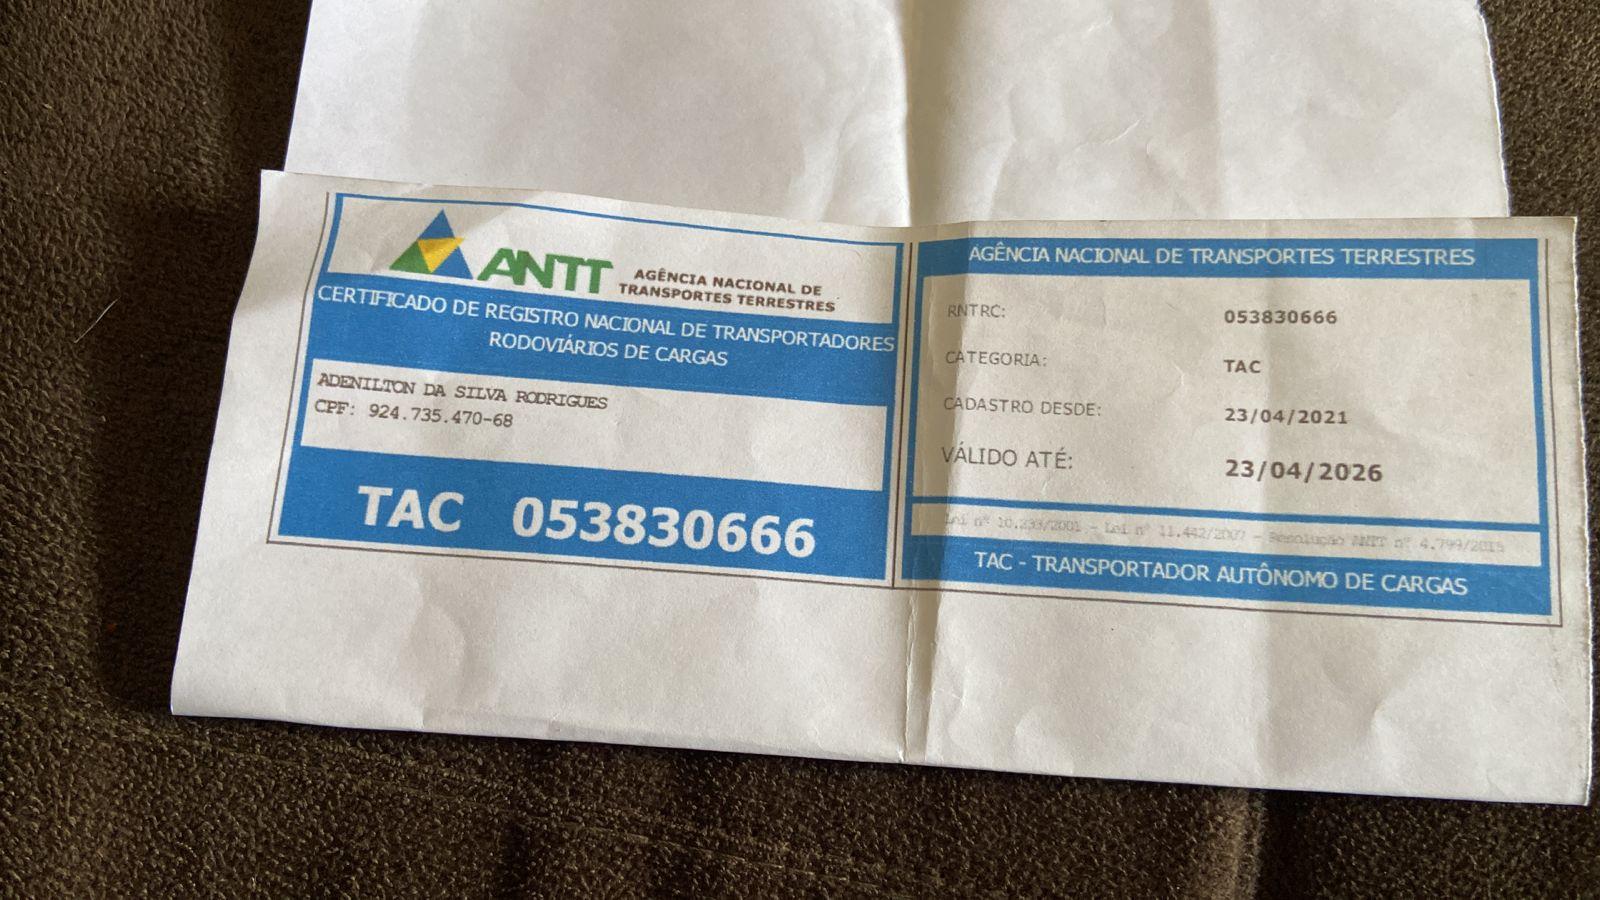 ANTT
AGÊNCIA NACIONAL DE
TRANSPORTES TERRESTRES
CERTIFICADO DE REGISTRO NACIONAL DE TRANSPORTADORES
RODOVIÁRIOS DE CARGAS
ADENILTON DA SILVA RODRIGUES
CPF: 924.735.470-68
TAC 053830666
AGÊNCIA NACIONAL DE TRANSPORTES TERRESTRES
RNTRC: 053830666
CATEGORIA: TAC
CADASTRO DESDE: 23/04/2021
VÁLIDO ATÉ: 23/04/2026
Lei nº 10.233/2001 - Lei nº 11.442/2007 - Resolução ANTT nº 4.799/2015
TAC - TRANSPORTADOR AUTÔNOMO DE CARGAS